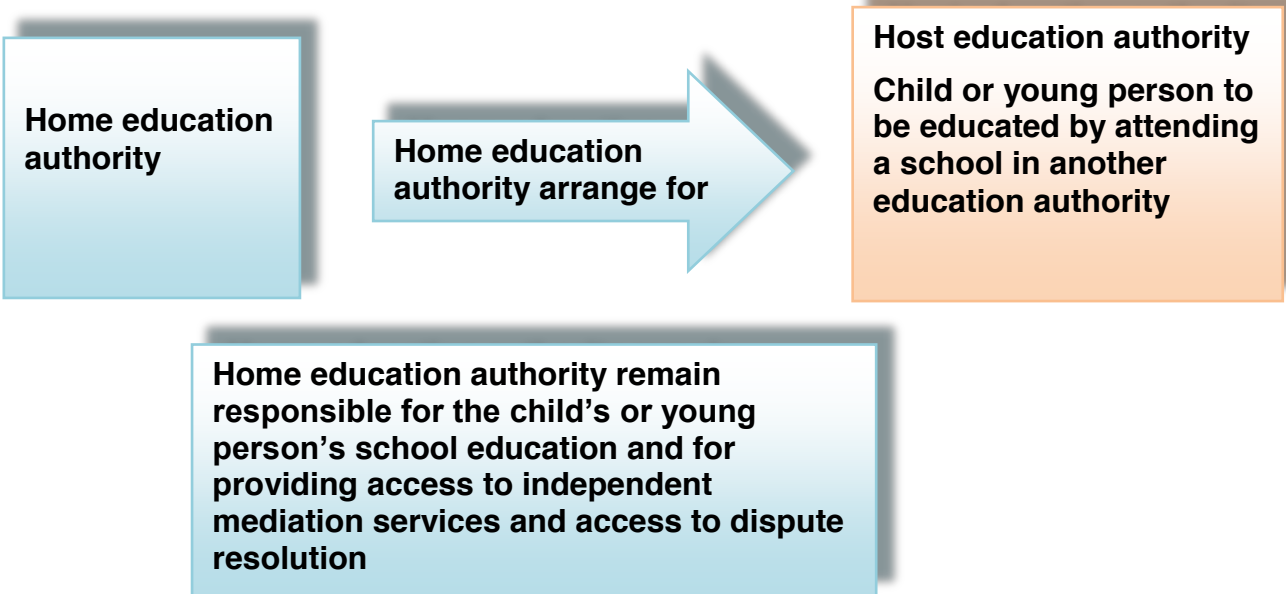 Home education
authority
Home education
authority arrange for
Host education authority
Child or young person to
be educated by attending
a school in another
education authority
Home education authority remain
responsible for the child’s or young
person’s school education and for
providing access to independent
mediation services and access to dispute
resolution